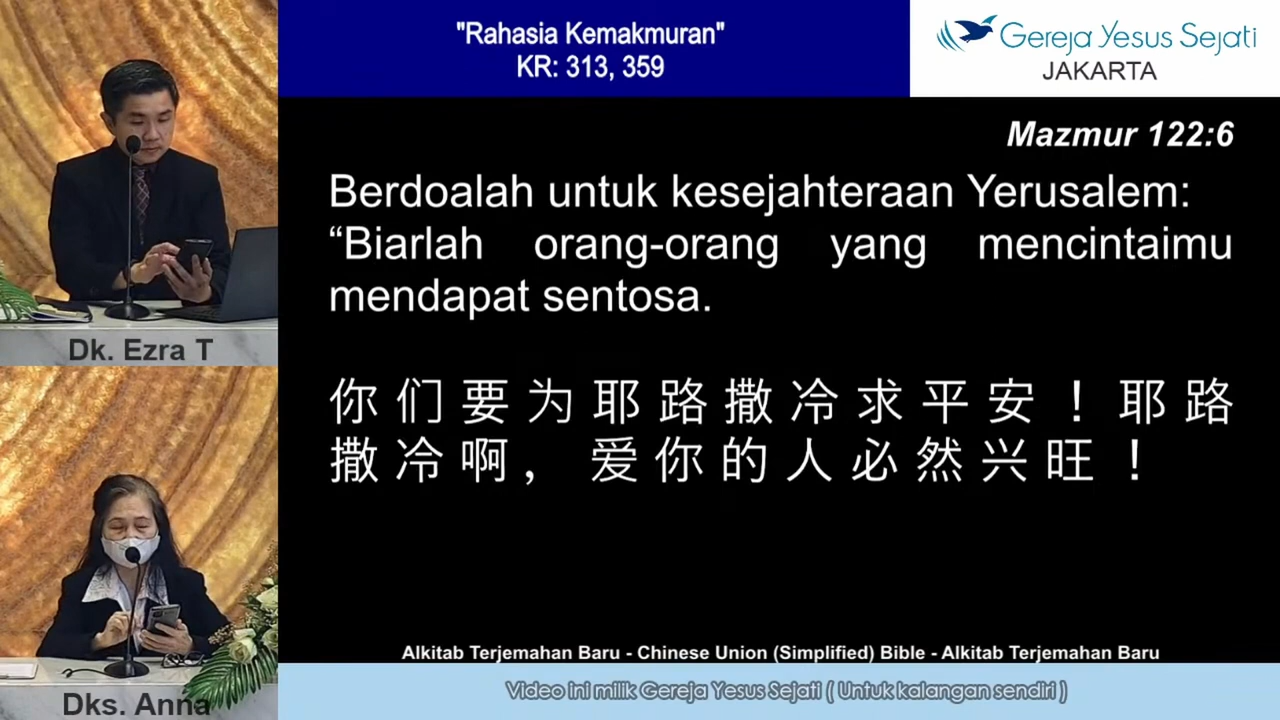 "Rahasia Kemakmuran"
KR: 313, 359
Gereja Yesus Sejati
JAKARTA
Mazmur 122:6
Berdoalah untuk kesejahteraan Yerusalem:
“Biarlah orang-orang yang mencintaimu
mendapat sentosa.
你们要为耶路撒冷求平安！耶路
撒冷啊，爱你的人必然兴旺！
Dk. Ezra T
Dks. Anna
Alkitab Terjemahan Baru - Chinese Union (Simplified) Bible - Alkitab Terjemahan Baru
Video ini milik Gereja Yesus Sejati ( Untuk kalangan sendiri )